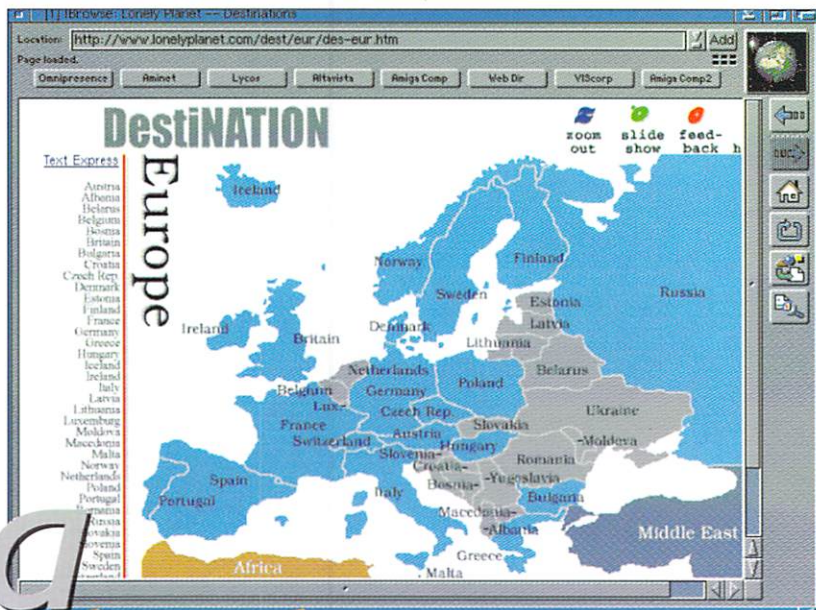 [1] IBrowse: Lonely Planet -- Destinations
Location: http://www.lonelyplanet.com/dest/eur/des-eur.htm
Add
Page loaded.
Omnipresence
Aminet
Lycos
Altavista
Amiga Comp
Web Dir
VIScorp
Amiga Comp2
DestiNATION
zoom out
slide show
feed-back
h
Text Express
Europe
Austria
Albania
Belarus
Belgium
Bosnia
Britain
Bulgaria
Croatia
Czech Rep.
Denmark
Estonia
Finland
France
Germany
Greece
Hungary
Iceland
Ireland
Italy
Latvia
Lithuania
Luxemburg
Moldova
Macedonia
Malta
Norway
Netherlands
Poland
Portugal
Romania
Russia
Slovakia
Slovenia
Spain
Sweden
Iceland
Norway
Finland
Sweden
Russia
Estonia
Latvia
Lithuania
Ireland
Britain
Denmark
Belarus
Netherlands
Belgium
Germany
Poland
Lux-
Czech Rep.
Ukraine
France
Slovakia
Austria
Switzerland
Hungary
-Moldova
Slovenia-
Romania
Croatia-
Spain
Bosnia-
-Yugoslavia
Italy
Bulgaria
Portugal
Macedonia-
-Albania
Middle East
Greece
Africa
Malta
a